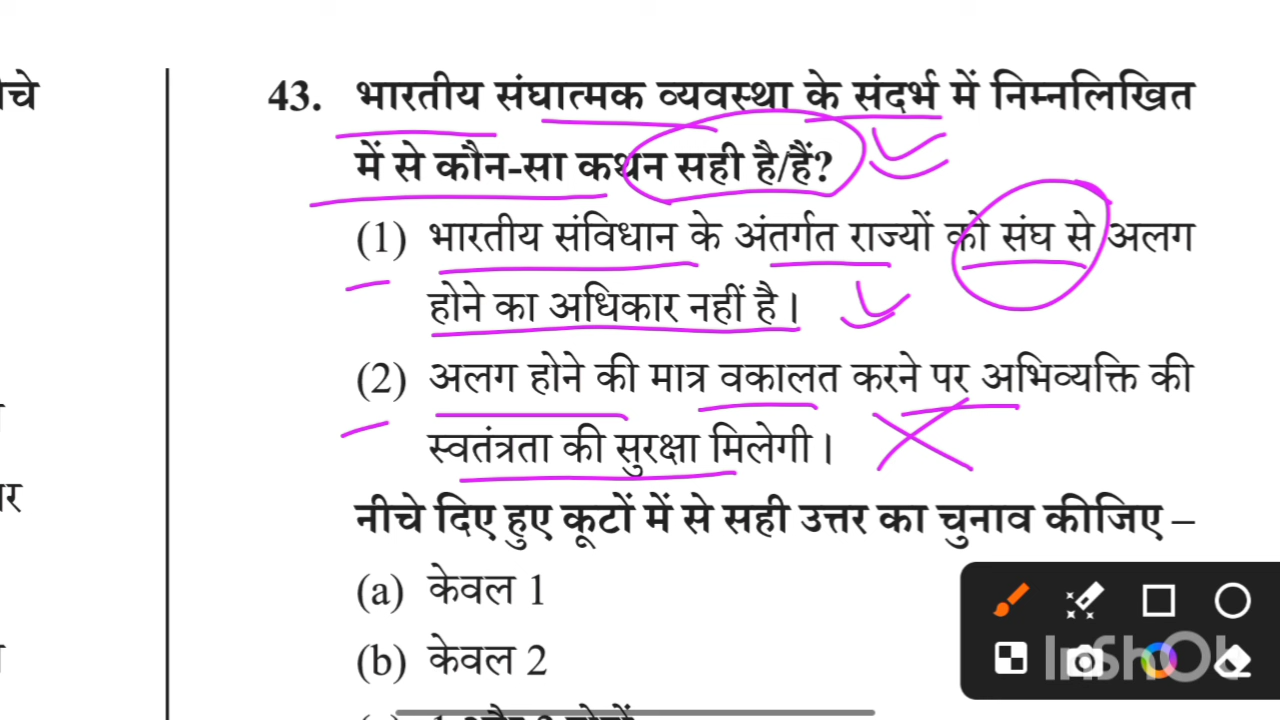 43. भारतीय संघात्मक व्यवस्था के संदर्भ में निम्नलिखित
में से कौन-सा कथन सही है/हैं?
(1) भारतीय संविधान के अंतर्गत राज्यों को संघ से अलग
होने का अधिकार नहीं है।
(2) अलग होने की मात्र वकालत करने पर अभिव्यक्ति की
स्वतंत्रता की सुरक्षा मिलेगी।
नीचे दिए हुए कूटों में से सही उत्तर का चुनाव कीजिए –
(a) केवल 1
(b) केवल 2
InShOt